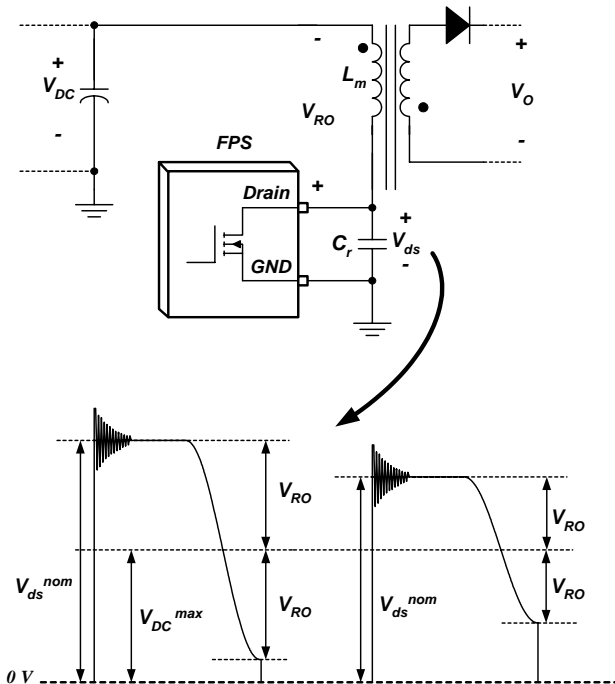 -
+
V_DC
-
L_m
V_RO
+
V_O
-
FPS
Drain
+
GND
C_r
+
V_ds
-
V_RO
V_RO
V_ds^nom
V_DC^max
V_RO
V_ds^nom
V_RO
0 V